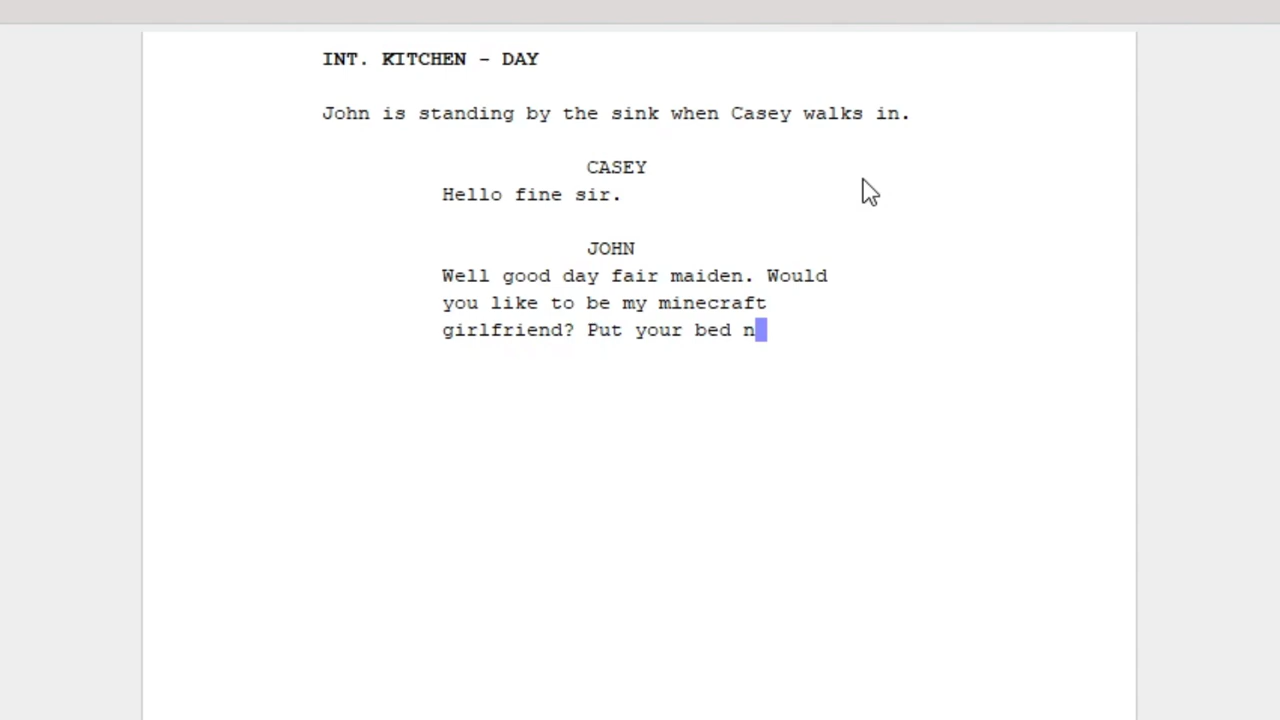 INT. KITCHEN - DAY
John is standing by the sink when Casey walks in.
CASEY
Hello fine sir.
JOHN
Well good day fair maiden. Would
you like to be my minecraft
girlfriend? Put your bed n